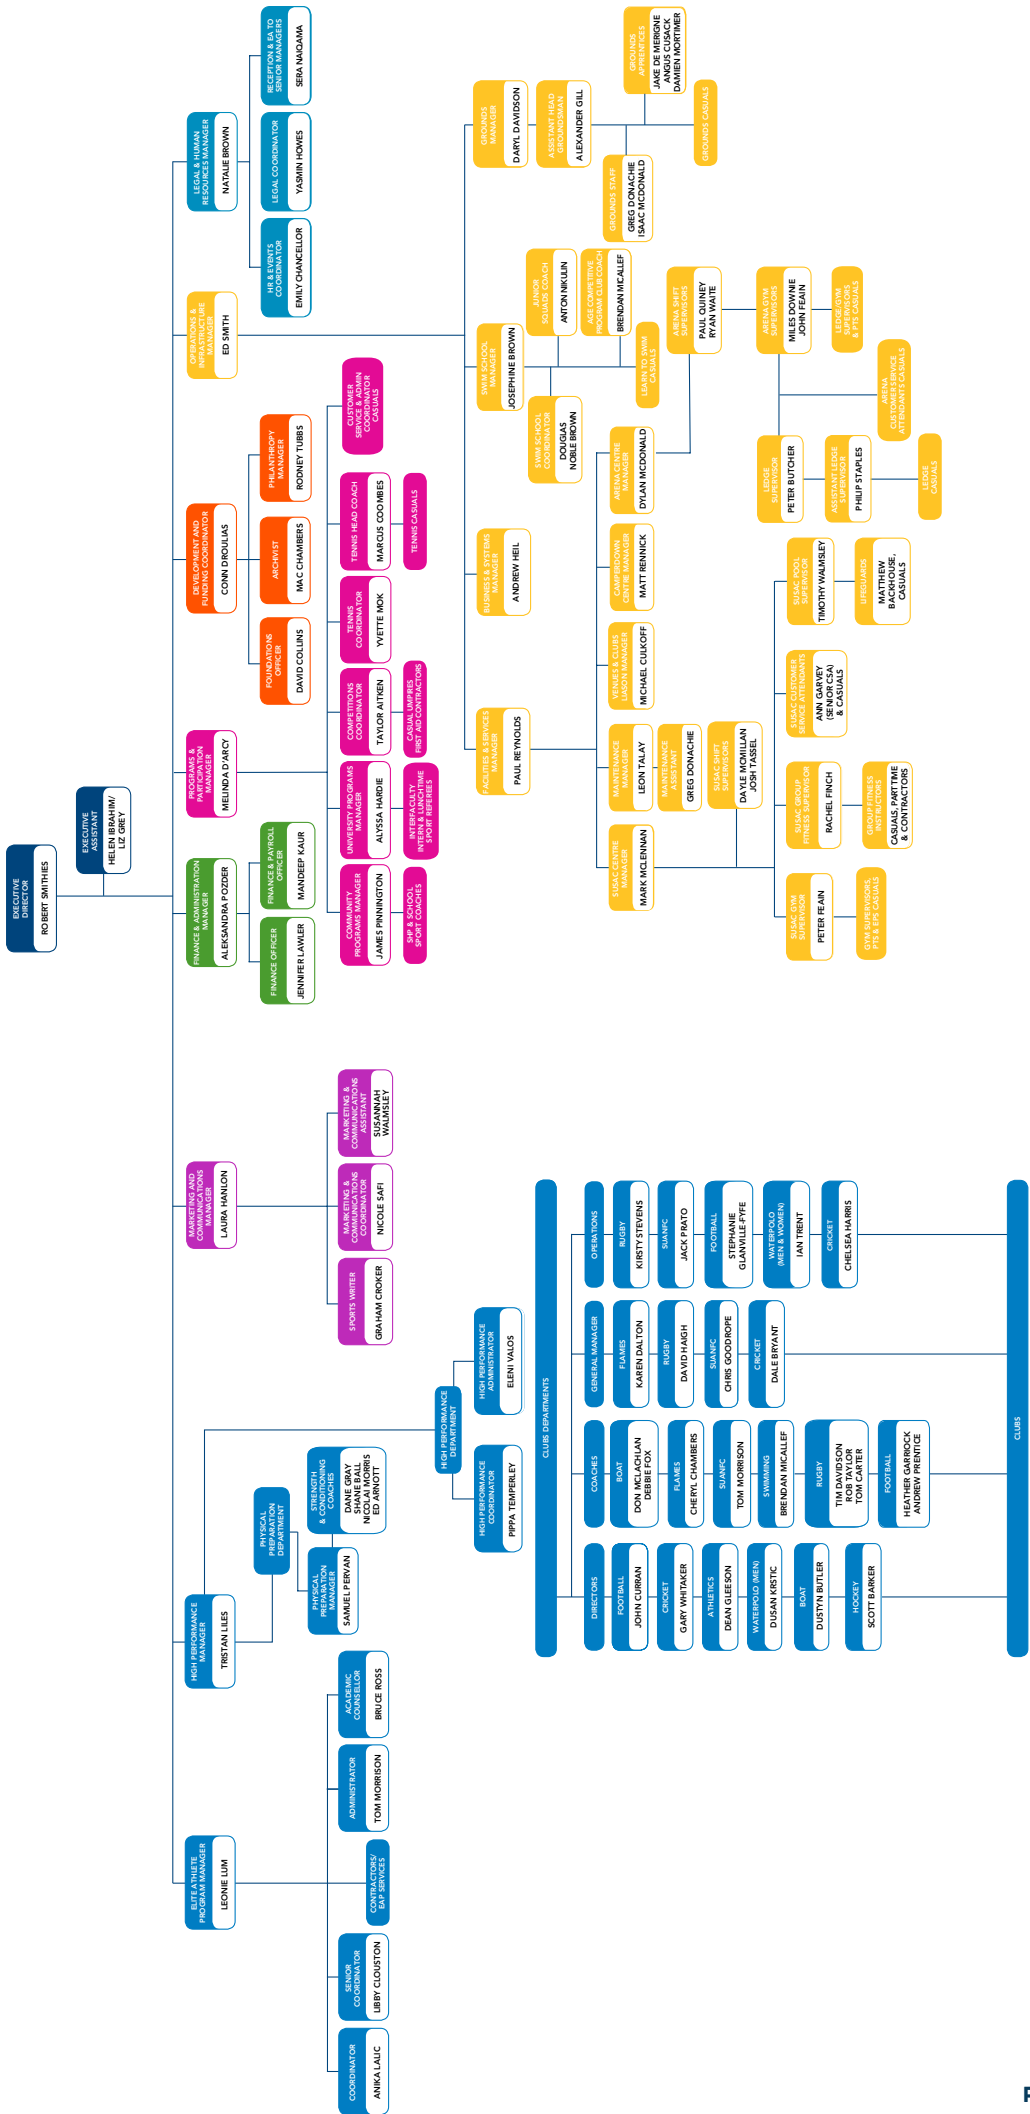 EXECUTIVE
DIRECTOR
ROBERT SMITHIES
EXECUTIVE
ASSISTANT
HELEN IBRAHIM/
LIZ GREY
ELITE ATHLETE
PROGRAM MANAGER
LEONIE LUM
HIGH PERFORMANCE
MANAGER
TRISTAN LILES
MARKETING AND
COMMUNICATIONS
MANAGER
LAURA HANLON
FINANCE & ADMINISTRATION
MANAGER
ALEKSANDRA POZDER
PROGRAMS &
PARTICIPATION
MANAGER
MELINDA D'ARCY
DEVELOPMENT AND
FUNDING COORDINATOR
CONN DROULIAS
OPERATIONS &
INFRASTRUCTURE
MANAGER
ED SMITH
LEGAL & HUMAN
RESOURCES MANAGER
NATALIE BROWN
COORDINATOR
ANIKA LALIC
SENIOR
COORDINATOR
LIBBY CLOUSTON
CONTRACTORS/
EAP SERVICES
ADMINISTRATOR
TOM MORRISON
ACADEMIC
COUNSELLOR
BRUCE ROSS
PHYSICAL
PREPARATION
DEPARTMENT
PHYSICAL
PREPARATION
MANAGER
SAMUEL PERVAN
STRENGTH
& CONDITIONING
COACHES
DANE GRAY
SHANE BALL
NICOLAI MORRIS
ED ARNOTT
HIGH PERFORMANCE
DEPARTMENT
HIGH PERFORMANCE
COORDINATOR
PIPPA TEMPERLEY
HIGH PERFORMANCE
ADMINISTRATOR
ELENI VALOS
SPORTS WRITER
GRAHAM CROKER
MARKETING &
COMMUNICATIONS
COORDINATOR
NICOLE SAFI
MARKETING &
COMMUNICATIONS
ASSISTANT
SUSANNAH
WALMSLEY
FINANCE OFFICER
JENNIFER LAWLER
FINANCE & PAYROLL
OFFICER
MANDEEP KAUR
FOUNDATIONS
OFFICER
DAVID COLLINS
ARCHIVIST
MAC CHAMBERS
PHILANTHROPY
MANAGER
RODNEY TUBBS
HR & EVENTS
COORDINATOR
EMILY CHANCELLOR
LEGAL COORDINATOR
YASMIN HOWES
RECEPTION & EA TO
SENIOR MANAGERS
SERA NAIQAMA
COMMUNITY
PROGRAMS MANAGER
JAMES PINNINGTON
SHP & SCHOOL
SPORT COACHES
UNIVERSITY PROGRAMS
MANAGER
ALYSSA HARDIE
INTERFACULTY
INTERN & LUNCHTIME
SPORT REFEREES
COMPETITIONS
COORDINATOR
TAYLOR AITKEN
CASUAL UMPIRES
FIRST AID CONTRACTORS
TENNIS
COORDINATOR
YVETTE MOK
TENNIS HEAD COACH
MARCUS COOMBES
TENNIS CASUALS
CUSTOMER
SERVICE & ADMIN
COORDINATOR
CASUALS
CLUBS DEPARTMENTS
DIRECTORS
FOOTBALL
JOHN CURRAN
CRICKET
GARY WHITAKER
ATHLETICS
DEAN GLEESON
WATERPOLO (MEN)
DUSAN KRISTIC
BOAT
DUSTYN BUTLER
HOCKEY
SCOTT BARKER
COACHES
BOAT
DON MCLACHLAN
DEBBIE FOX
FLAMES
CHERYL CHAMBERS
SUANFC
TOM MORRISON
SWIMMING
BRENDAN MICALLEF
RUGBY
TIM DAVIDSON
ROB TAYLOR
TOM CARTER
FOOTBALL
HEATHER GARRIOCK
ANDREW PRENTICE
GENERAL MANAGER
FLAMES
KAREN DALTON
RUGBY
DAVID HAIGH
SUANFC
CHRIS GOODROPE
CRICKET
DALE BRYANT
OPERATIONS
RUGBY
KIRSTY STEVENS
SUANFC
JACK PRATO
FOOTBALL
STEPHANIE
GLANVILLE-FYFE
WATERPOLO
(MEN & WOMEN)
IAN TRENT
CRICKET
CHELSEA HARRIS
CLUBS
FACILITIES & SERVICES
MANAGER
PAUL REYNOLDS
BUSINESS & SYSTEMS
MANAGER
ANDREW HEIL
SWIM SCHOOL
MANAGER
JOSEPHINE BROWN
GROUNDS
MANAGER
DARYL DAVIDSON
SWIM SCHOOL
COORDINATOR
DOUGLAS
NOBLE BROWN
JUNIOR
SQUADS COACH
ANTON NIKULIN
AGE COMPETITIVE
PROGRAM CLUB COACH
BRENDAN MICALLEF
LEARN TO SWIM
CASUALS
ASSISTANT HEAD
GROUNDSMAN
ALEXANDER GILL
GROUNDS STAFF
GREG DONACHIE
ISAAC MCDONALD
GROUNDS
APPRENTICES
JAKE DE MERIGNE
ANGUS CUSACK
DAMIEN MORTIMER
GROUNDS CASUALS
SUSAC CENTRE
MANAGER
MARK MCLENNAN
MAINTENANCE
MANAGER
LEON TALAY
MAINTENANCE
ASSISTANT
GREG DONACHIE
VENUES & CLUBS
LIASON MANAGER
MICHAEL CULKOFF
CAMPERDOWN
CENTRE MANAGER
MATT RENNICK
ARENA CENTRE
MANAGER
DYLAN MCDONALD
SUSAC SHIFT
SUPERVISORS
DAYLE MCMILLAN
JOSH TASSEL
SUSAC GYM
SUPERVISOR
PETER FEAIN
GYM SUPERVISORS,
PTS & EPS CASUALS
SUSAC GROUP
FITNESS SUPERVISOR
RACHEL FINCH
GROUP FITNESS
INSTRUCTORS
CASUALS, PART TIME
& CONTRACTORS
SUSAC CUSTOMER
SERVICE ATTENDANTS
ANN GARVEY
(SENIOR CSA)
& CASUALS
SUSAC POOL
SUPERVISOR
TIMOTHY WALMSLEY
LIFEGUARDS
MATTHEW
BACKHOUSE,
CASUALS
ARENA SHIFT
SUPERVISORS
PAUL QUINEY
RYAN WAITE
LEDGE
SUPERVISOR
PETER BUTCHER
ASSISTANT LEDGE
SUPERVISOR
PHILIP STAPLES
LEDGE
CASUALS
ARENA GYM
SUPERVISORS
MILES DOWNIE
JOHN FEAIN
LEDGE/GYM
SUPERVISORS
& PTS CASUALS
ARENA
CUSTOMER SERVICE
ATTENDANTS CASUALS